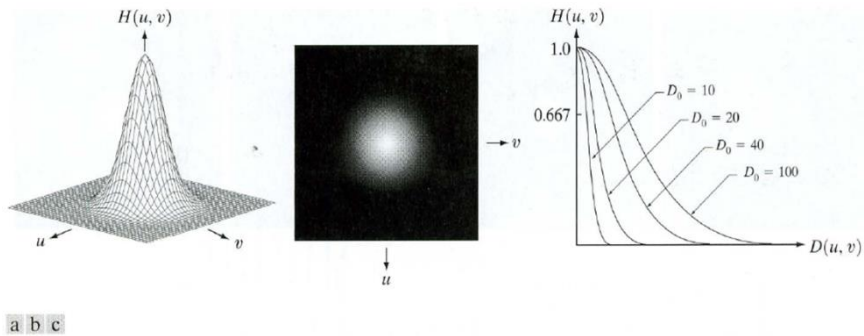 H(u, v)
u
v
v
u
H(u, v)
1.0
0.667
D₀ = 10
D₀ = 20
D₀ = 40
D₀ = 100
D(u, v)
a b c